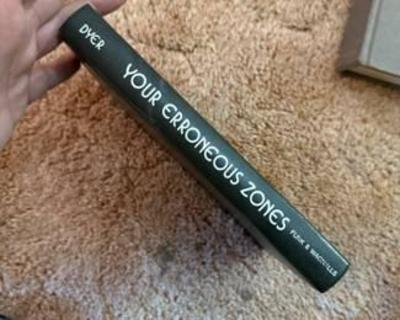 DYER
YOUR ERRONEOUS ZONES
FUNK & WAGNALLS